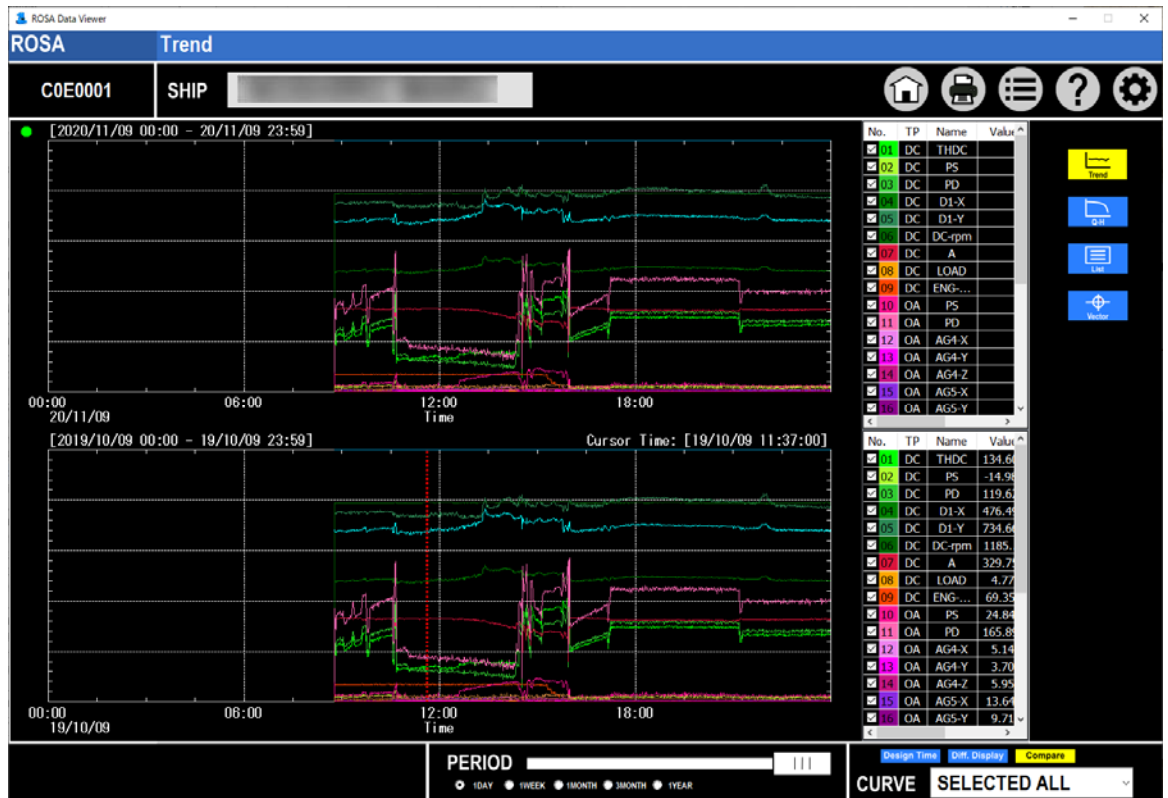 ROSA Data Viewer
ROSA Trend
C0E0001 SHIP
[2020/11/09 00:00 - 20/11/09 23:59]
00:00 06:00 12:00 18:00
20/11/09 Time
No. TP Name Value
01 DC THDC
02 DC PS
03 DC PD
04 DC D1-X
05 DC D1-Y
06 DC DC-rpm
07 DC A
08 DC LOAD
09 DC ENG-...
10 OA PS
11 OA PD
12 OA AG4-X
13 OA AG4-Y
14 OA AG4-Z
15 OA AG5-X
16 OA AG5-Y
Trend
Q-H
List
Vector
[2019/10/09 00:00 - 19/10/09 23:59] Cursor Time: [19/10/09 11:37:00]
00:00 06:00 12:00 18:00
19/10/09 Time
No. TP Name Value
01 DC THDC 134.60
02 DC PS -14.98
03 DC PD 119.62
04 DC D1-X 476.49
05 DC D1-Y 734.66
06 DC DC-rpm 1185.
07 DC A 329.75
08 DC LOAD 4.77
09 DC ENG-... 69.35
10 OA PS 24.84
11 OA PD 165.89
12 OA AG4-X 5.14
13 OA AG4-Y 3.70
14 OA AG4-Z 5.95
15 OA AG5-X 13.64
16 OA AG5-Y 9.71
PERIOD
1DAY 1WEEK 1MONTH 3MONTH 1YEAR
Design Time Diff. Display Compare
CURVE SELECTED ALL